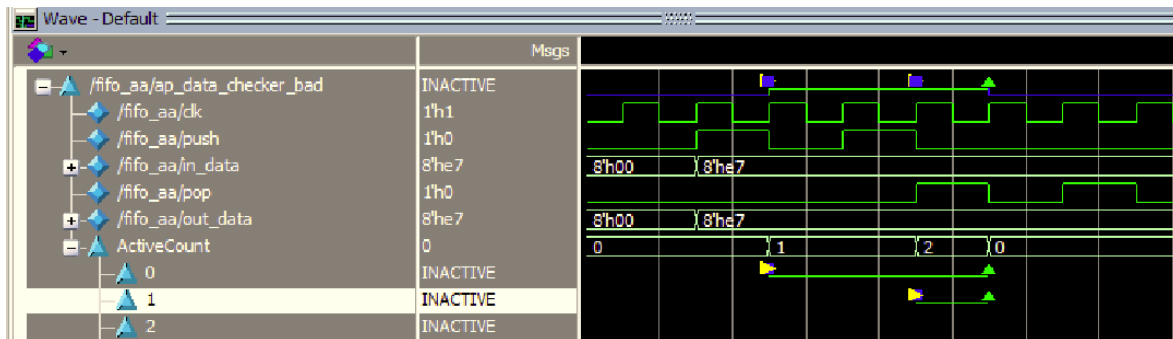 Wave - Default
Msgs
/fifo_aa/ap_data_checker_bad INACTIVE
/fifo_aa/clk 1'h1
/fifo_aa/push 1'h0
/fifo_aa/in_data 8'he7 8'h00 8'he7
/fifo_aa/pop 1'h0
/fifo_aa/out_data 8'he7 8'h00 8'he7
ActiveCount 0 0 1 2 0
0 INACTIVE
1 INACTIVE
2 INACTIVE